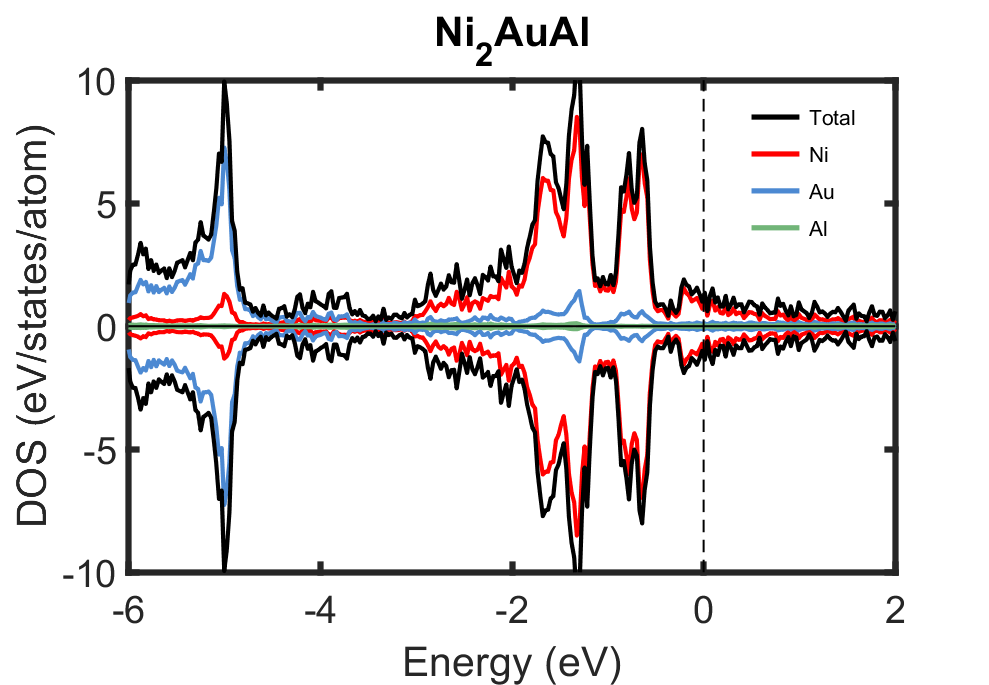 Ni2AuAl
10
5
0
-5
-10
DOS (eV/states/atom)
Total
Ni
Au
Al
-6
-4
-2
0
2
Energy (eV)